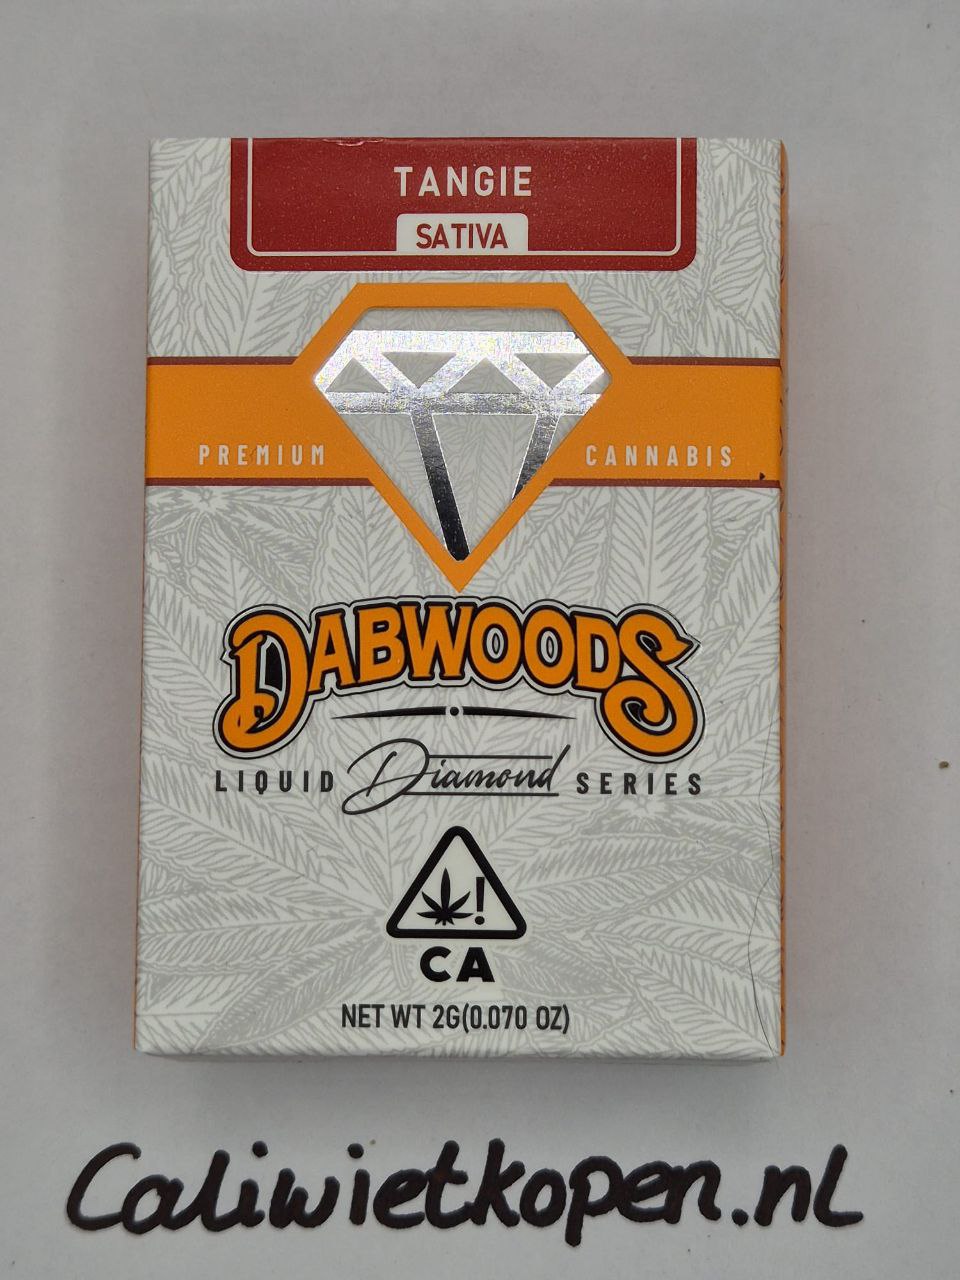 TANGIE
SATIVA
PREMIUM CANNABIS
DABWOODS
LIQUID Diamond SERIES
CA
NET WT 2G(0.070 OZ)
Caliwietkopen.nl